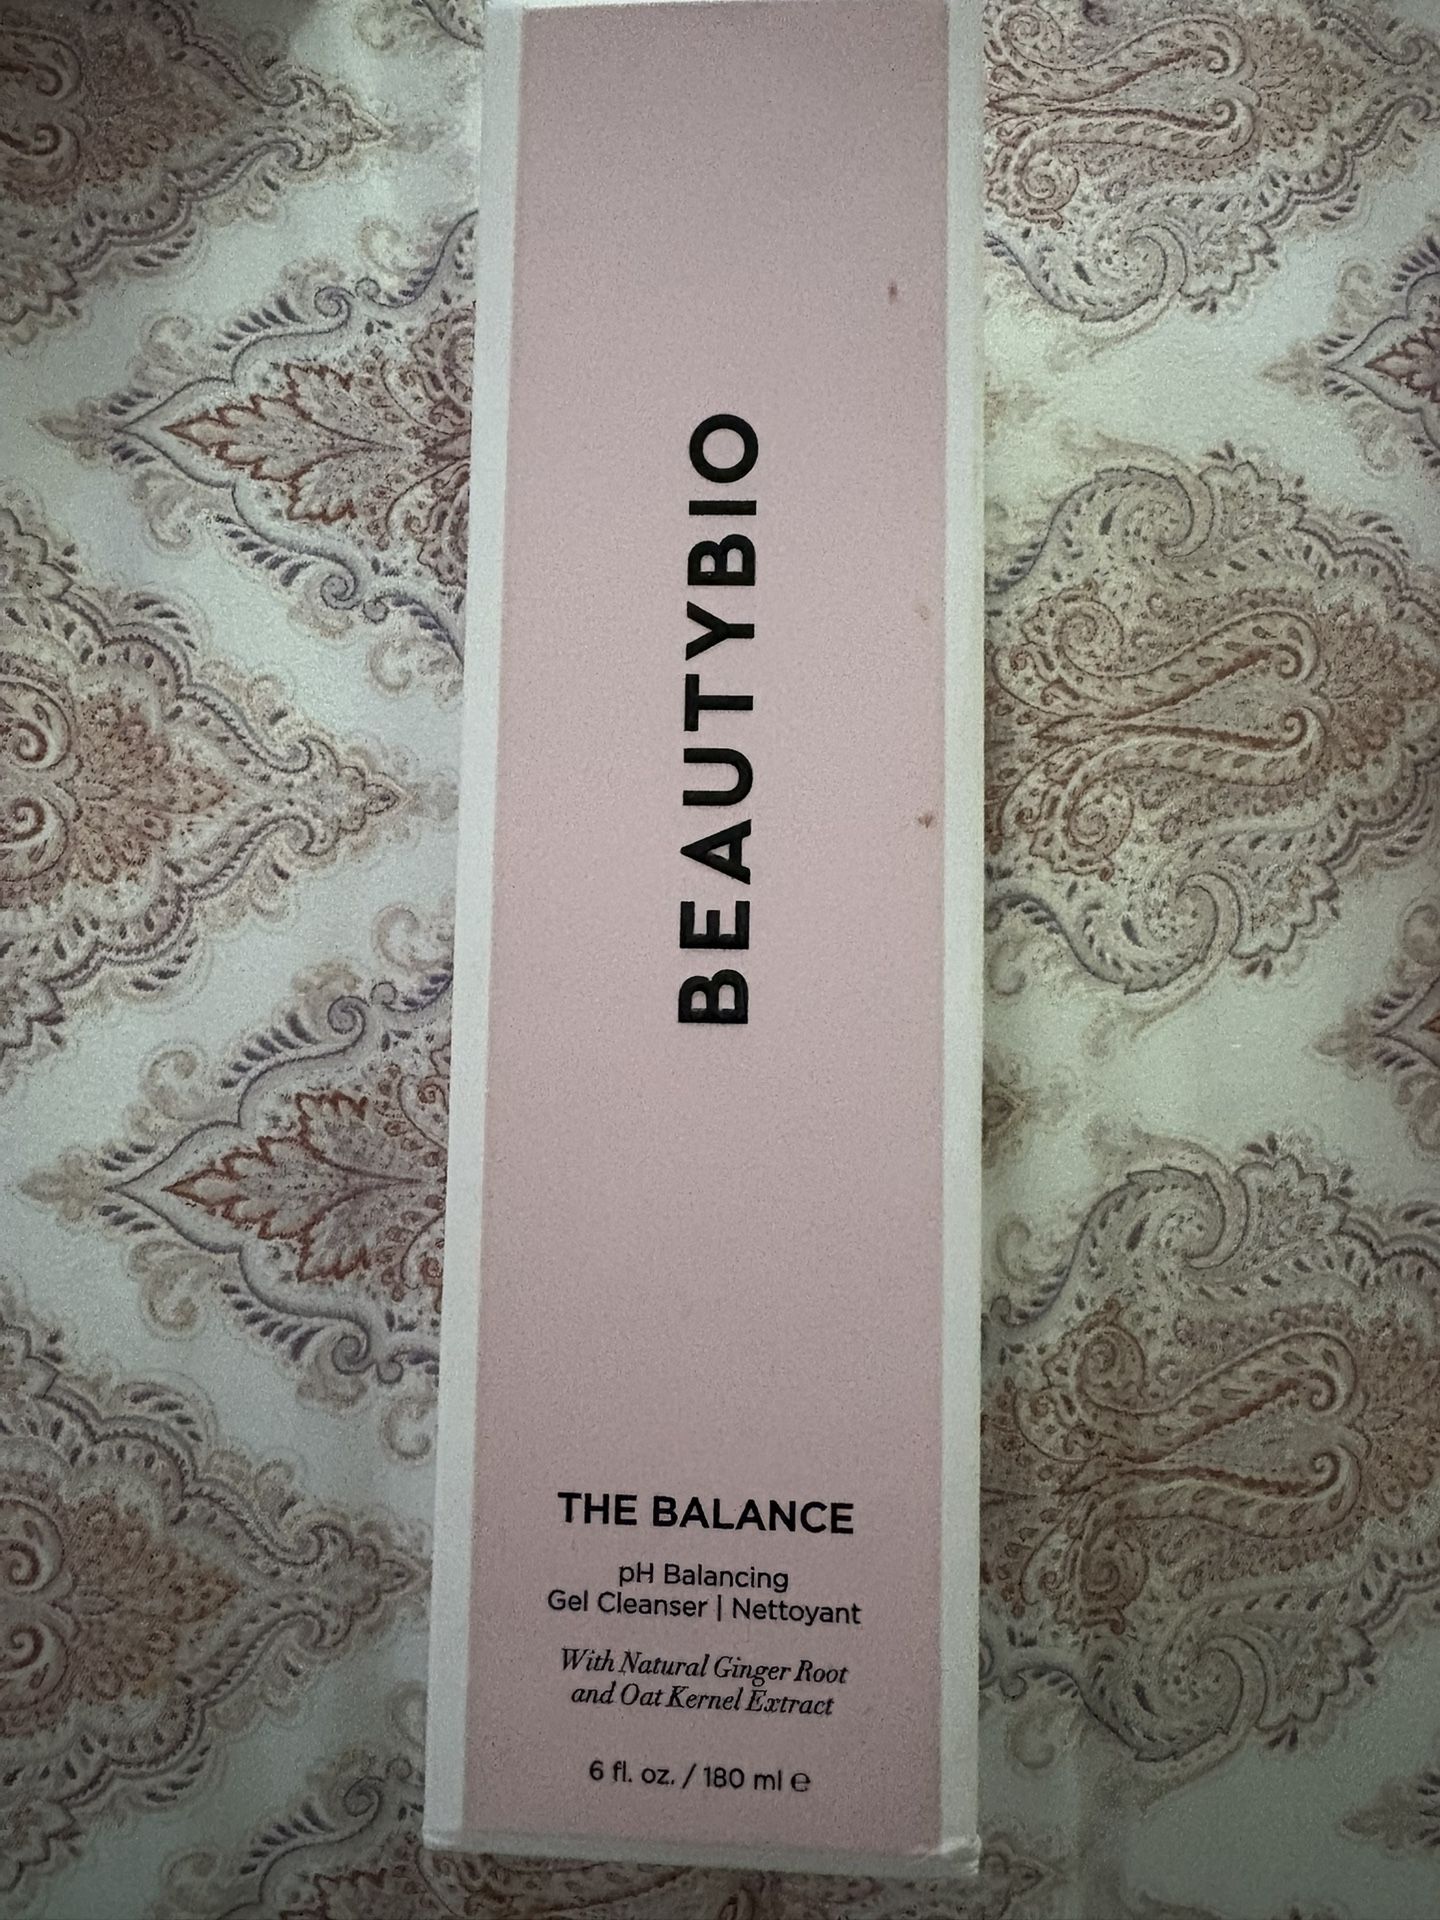 BEAUTYBIO
THE BALANCE
pH Balancing
Gel Cleanser | Nettoyant
With Natural Ginger Root
and Oat Kernel Extract
6 fl. oz. / 180 ml ℮